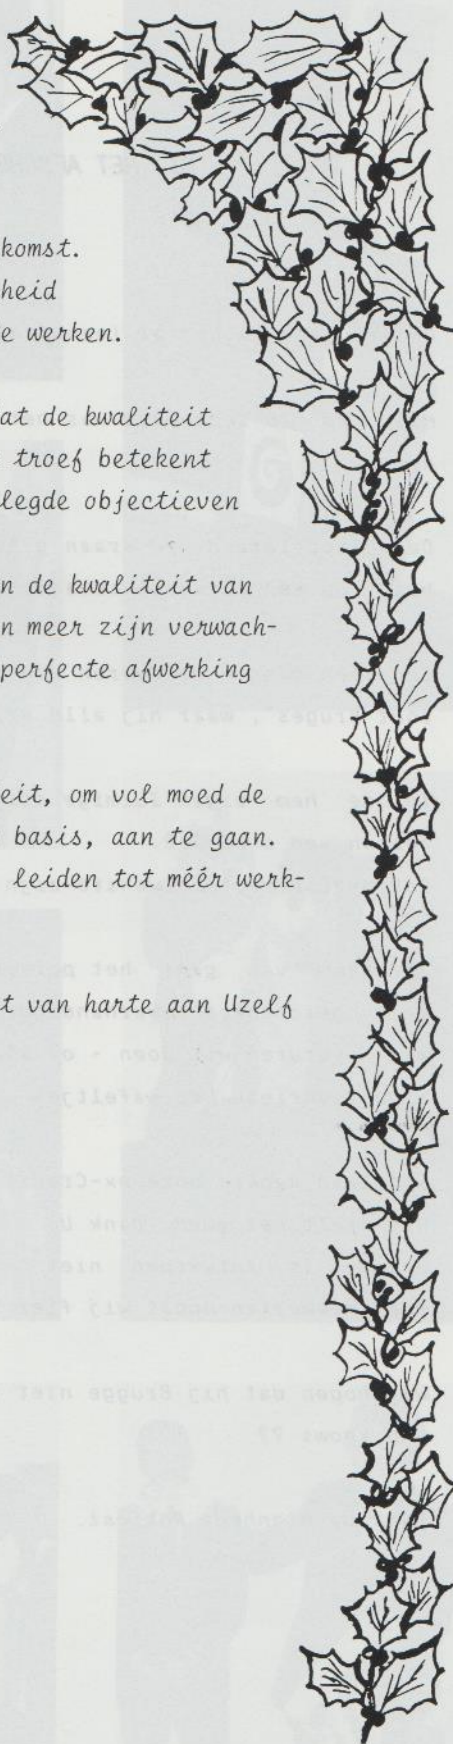 komst.
heid
e werken.
at de kwaliteit
troef betekent
legde objectieven
n de kwaliteit van
n meer zijn verwach-
perfecte afwerking
eit, om vol moed de
basis, aan te gaan.
leiden tot méér werk-
t van harte aan Uzelf